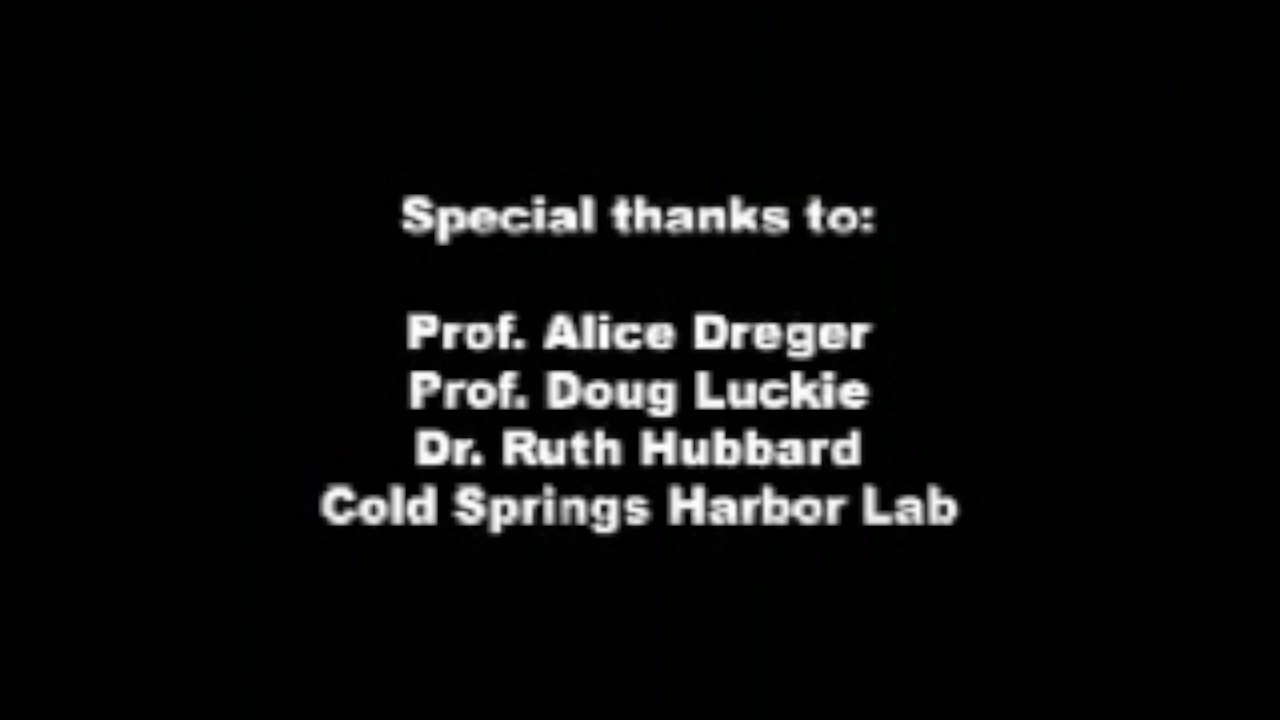 Special thanks to:
Prof. Alice Dreger
Prof. Doug Luckie
Dr. Ruth Hubbard
Cold Springs Harbor Lab